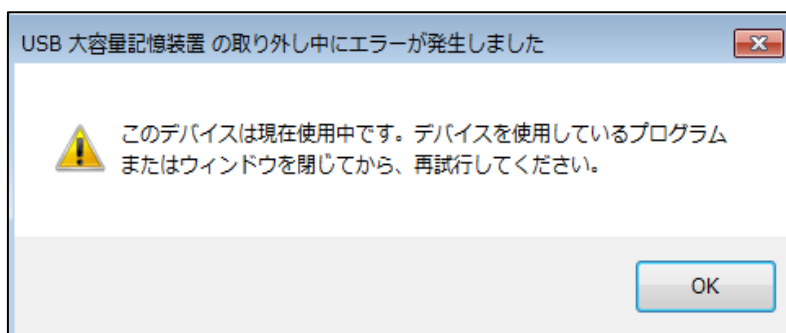 USB 大容量記憶装置 の取り外し中にエラーが発生しました
このデバイスは現在使用中です。デバイスを使用しているプログラム
またはウィンドウを閉じてから、再試行してください。
OK